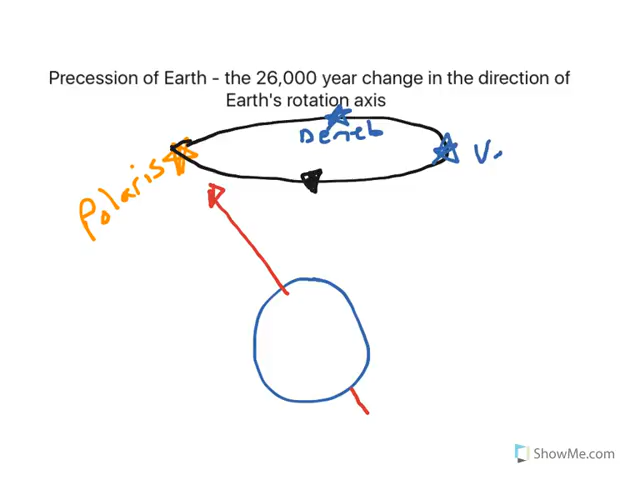 Precession of Earth - the 26,000 year change in the direction of
Earth's rotation axis
Deneb
V.
Polaris
ShowMe.com